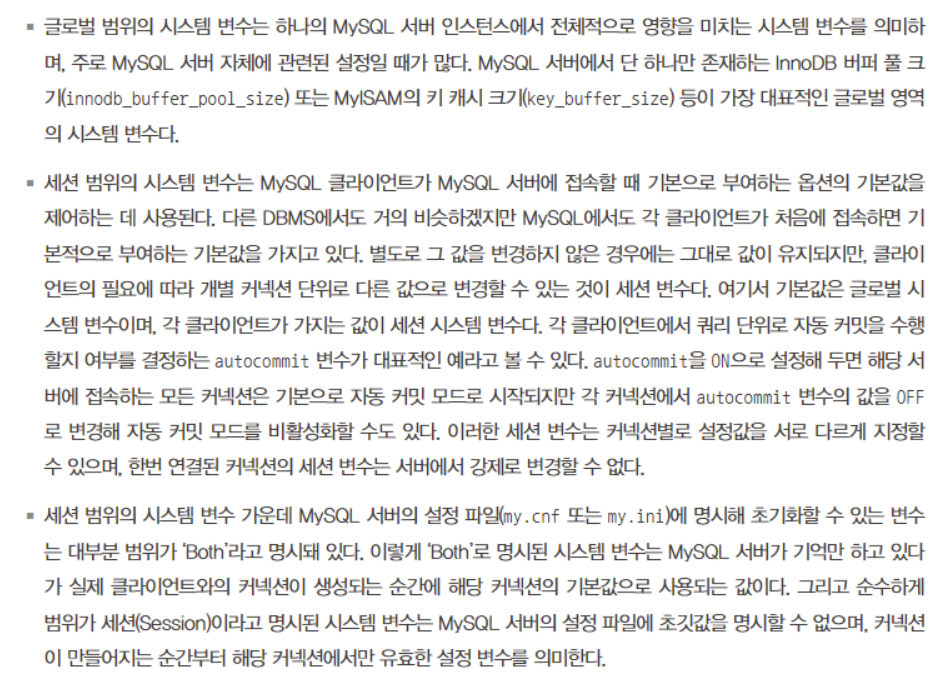 ▪ 글로벌 범위의 시스템 변수는 하나의 MySQL 서버 인스턴스에서 전체적으로 영향을 미치는 시스템 변수를 의미하
며, 주로 MySQL 서버 자체에 관련된 설정일 때가 많다. MySQL 서버에서 단 하나만 존재하는 InnoDB 버퍼 풀 크
기(innodb_buffer_pool_size) 또는 MyISAM의 키 캐시 크기(key_buffer_size) 등이 가장 대표적인 글로벌 영역
의 시스템 변수다.
▪ 세션 범위의 시스템 변수는 MySQL 클라이언트가 MySQL 서버에 접속할 때 기본으로 부여하는 옵션의 기본값을
제어하는 데 사용된다. 다른 DBMS에서도 거의 비슷하겠지만 MySQL에서도 각 클라이언트가 처음에 접속하면 기
본적으로 부여하는 기본값을 가지고 있다. 별도로 그 값을 변경하지 않은 경우에는 그대로 값이 유지되지만, 클라이
언트의 필요에 따라 개별 커넥션 단위로 다른 값으로 변경할 수 있는 것이 세션 변수다. 여기서 기본값은 글로벌 시
스템 변수이며, 각 클라이언트가 가지는 값이 세션 시스템 변수다. 각 클라이언트에서 쿼리 단위로 자동 커밋을 수행
할지 여부를 결정하는 autocommit 변수가 대표적인 예라고 볼 수 있다. autocommit을 ON으로 설정해 두면 해당 서
버에 접속하는 모든 커넥션은 기본으로 자동 커밋 모드로 시작되지만 각 커넥션에서 autocommit 변수의 값을 OFF
로 변경해 자동 커밋 모드를 비활성화할 수도 있다. 이러한 세션 변수는 커넥션별로 설정값을 서로 다르게 지정할
수 있으며, 한번 연결된 커넥션의 세션 변수는 서버에서 강제로 변경할 수 없다.
▪ 세션 범위의 시스템 변수 가운데 MySQL 서버의 설정 파일(my.cnf 또는 my.ini)에 명시해 초기화할 수 있는 변수
는 대부분 범위가 ‘Both’라고 명시돼 있다. 이렇게 ‘Both’로 명시된 시스템 변수는 MySQL 서버가 기억만 하고 있다
가 실제 클라이언트와의 커넥션이 생성되는 순간에 해당 커넥션의 기본값으로 사용되는 값이다. 그리고 순수하게
범위가 세션(Session)이라고 명시된 시스템 변수는 MySQL 서버의 설정 파일에 초깃값을 명시할 수 없으며, 커넥션
이 만들어지는 순간부터 해당 커넥션에서만 유효한 설정 변수를 의미한다.